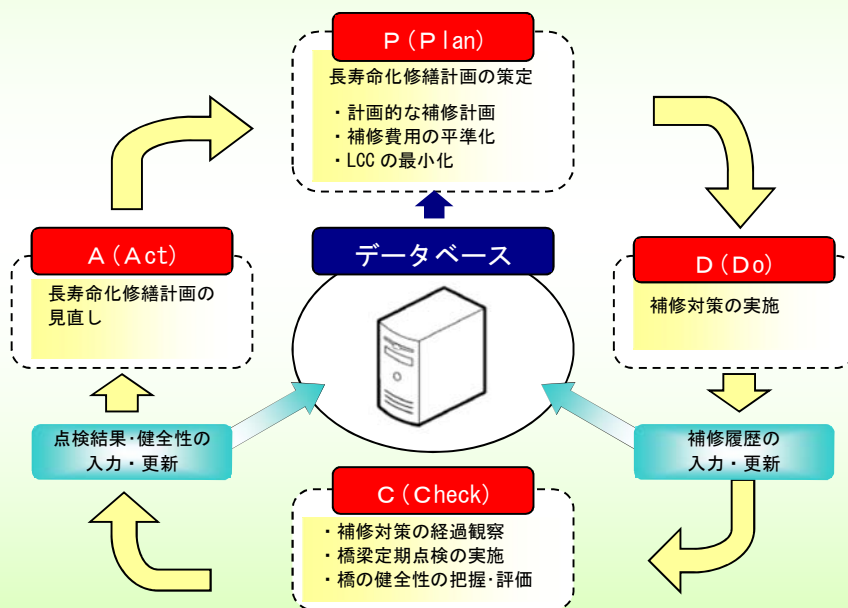 P(Plan)
長寿命化修繕計画の策定
・計画的な補修計画
・補修費用の平準化
・LCC の最小化
A(Act)
長寿命化修繕計画の
見直し
データベース
D(Do)
補修対策の実施
点検結果・健全性の
入力・更新
補修履歴の
入力・更新
C(Check)
・補修対策の経過観察
・橋梁定期点検の実施
・橋の健全性の把握・評価